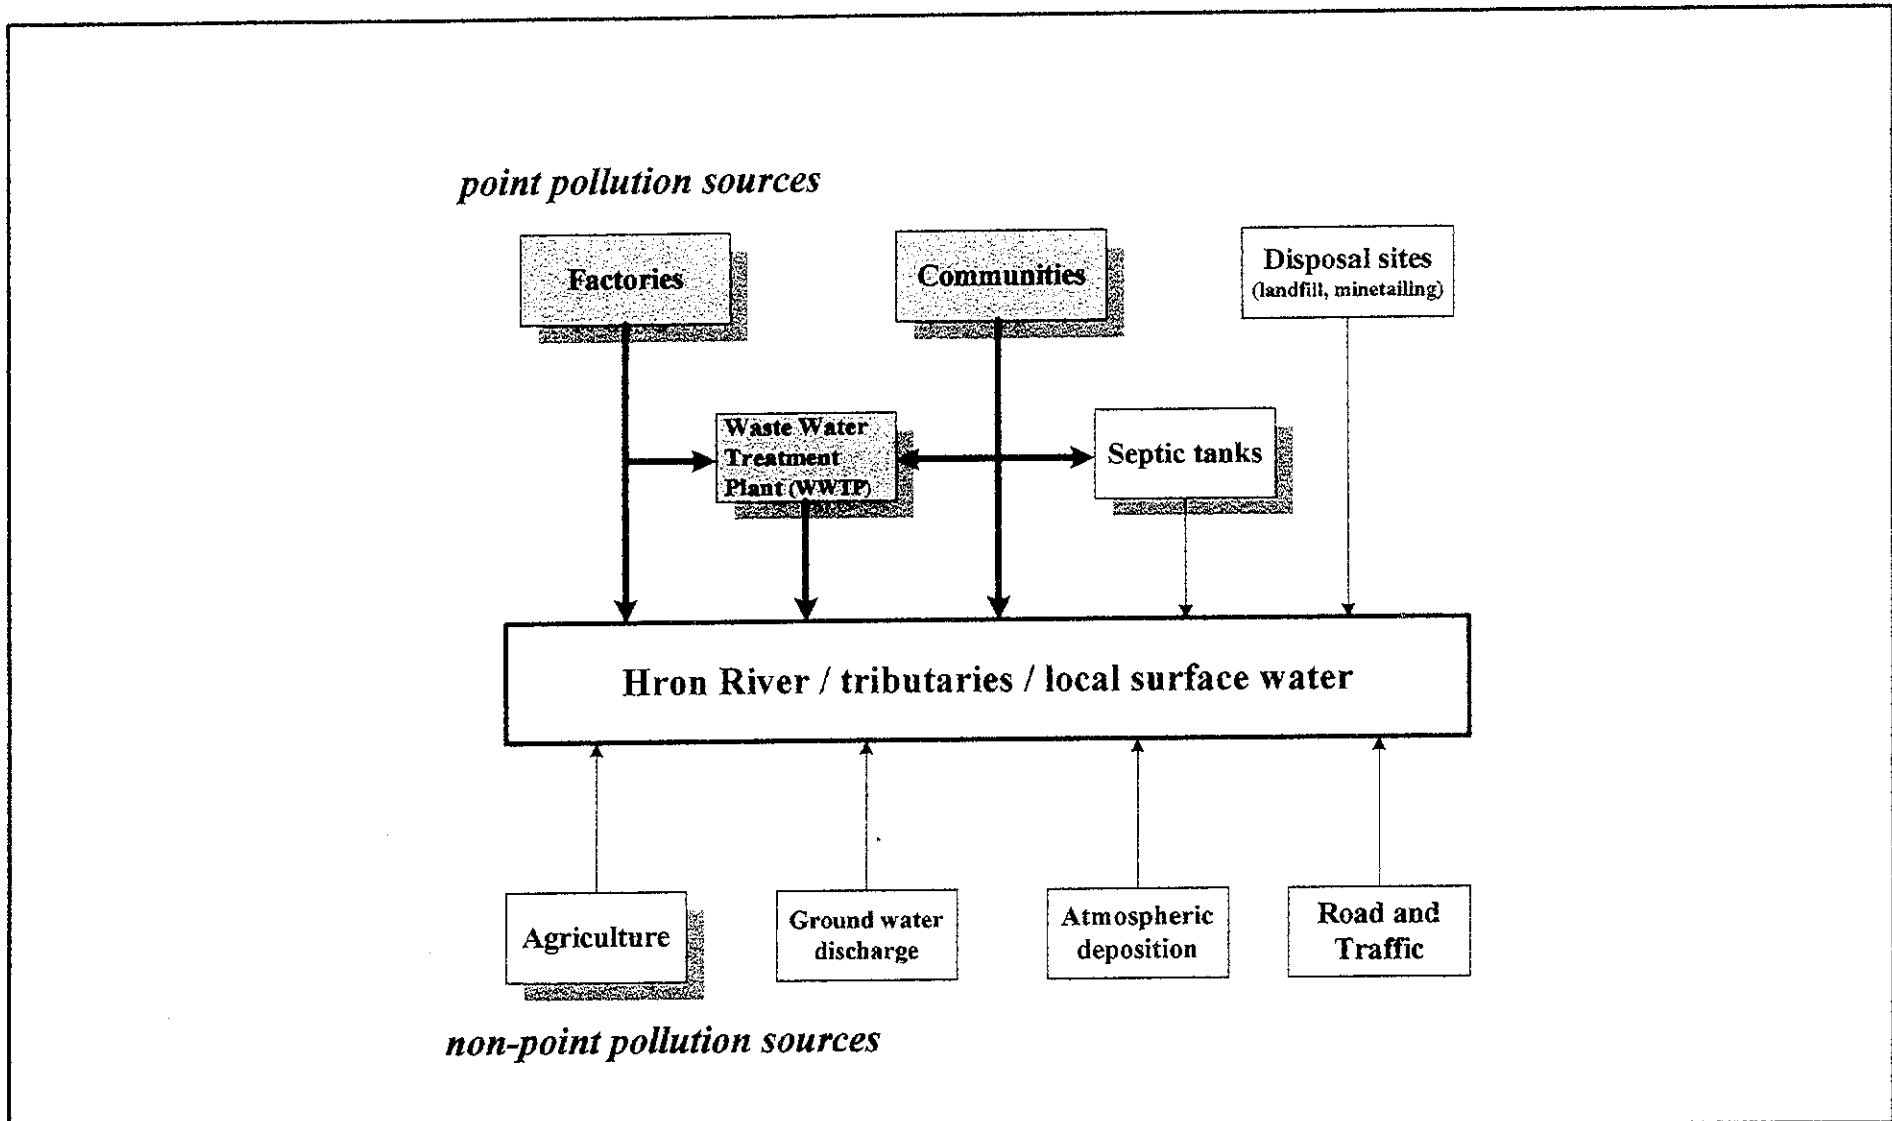 point pollution sources
Factories
Communities
Disposal sites
(landfill, minetailing)
Waste Water
Treatment
Plant (WWTP)
Septic tanks
Hron River / tributaries / local surface water
Agriculture
Ground water
discharge
Atmospheric
deposition
Road and
Traffic
non-point pollution sources